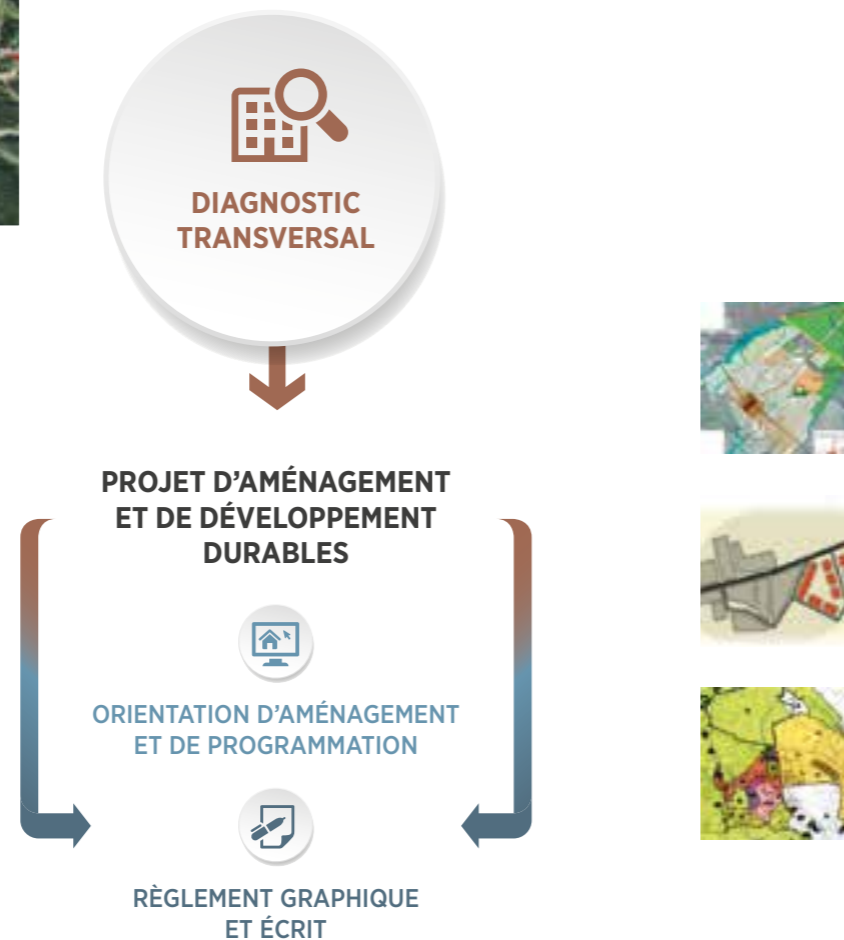 DIAGNOSTIC
TRANSVERSAL
PROJET D’AMÉNAGEMENT
ET DE DÉVELOPPEMENT
DURABLES
ORIENTATION D’AMÉNAGEMENT
ET DE PROGRAMMATION
RÈGLEMENT GRAPHIQUE
ET ÉCRIT